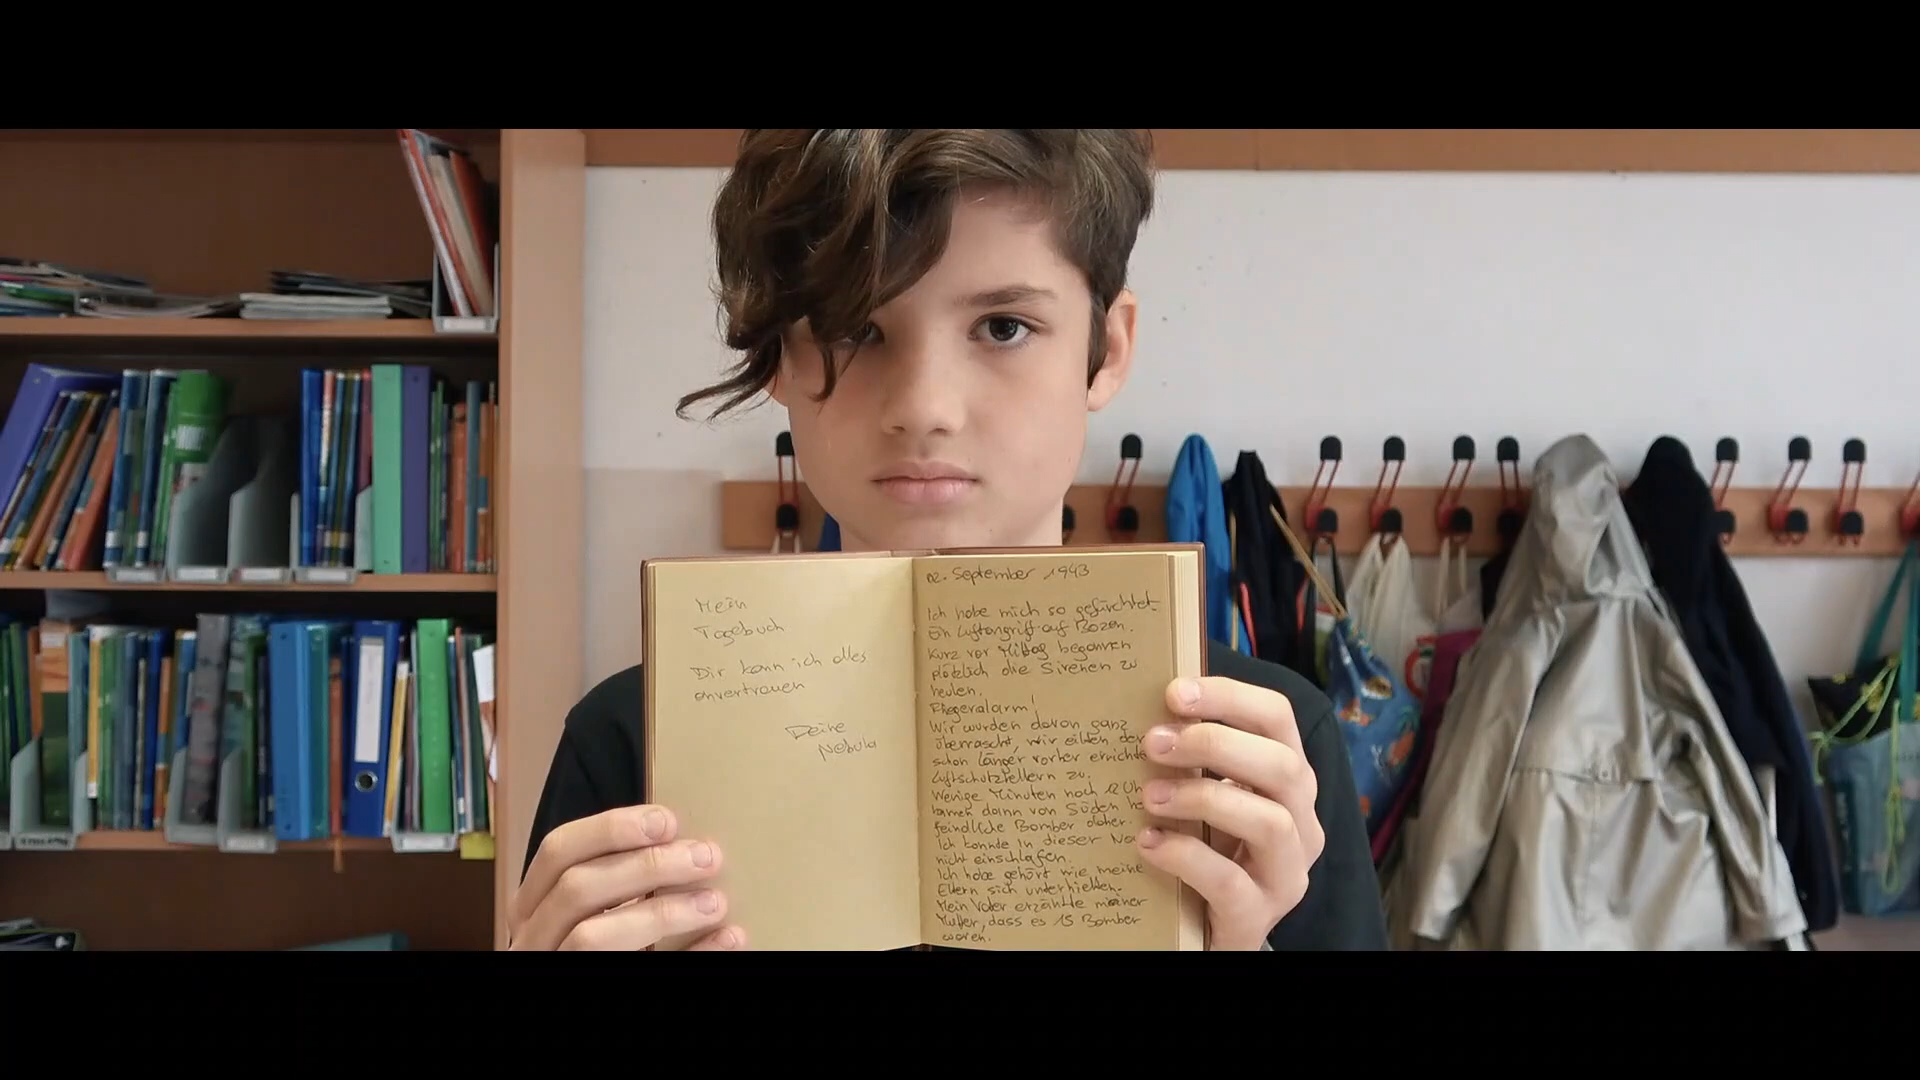 Mein
Tagebuch
Dir kann ich alles
anvertrauen
Deine
Nebula
02. September 1943
Ich habe mich so gefürchtet.
Ein Luftangriff auf Bozen.
Kurz vor Mittag begannen
plötzlich die Sirenen zu
heulen.
Fliegeralarm!
Wir wurden davon ganz
überrascht, wir eilten den
schon länger vorher errichte
Luftschutzkellern zu.
Wenige Minuten nach 12 Uh
kamen dann von Süden he
feindliche Bomber daher.
Ich konnte in dieser Na
nicht einschlafen.
Ich habe gehört wie meine
Eltern sich unterhielten.
Mein Vater erzählte meiner
Mutter, dass es 15 Bomber
waren.